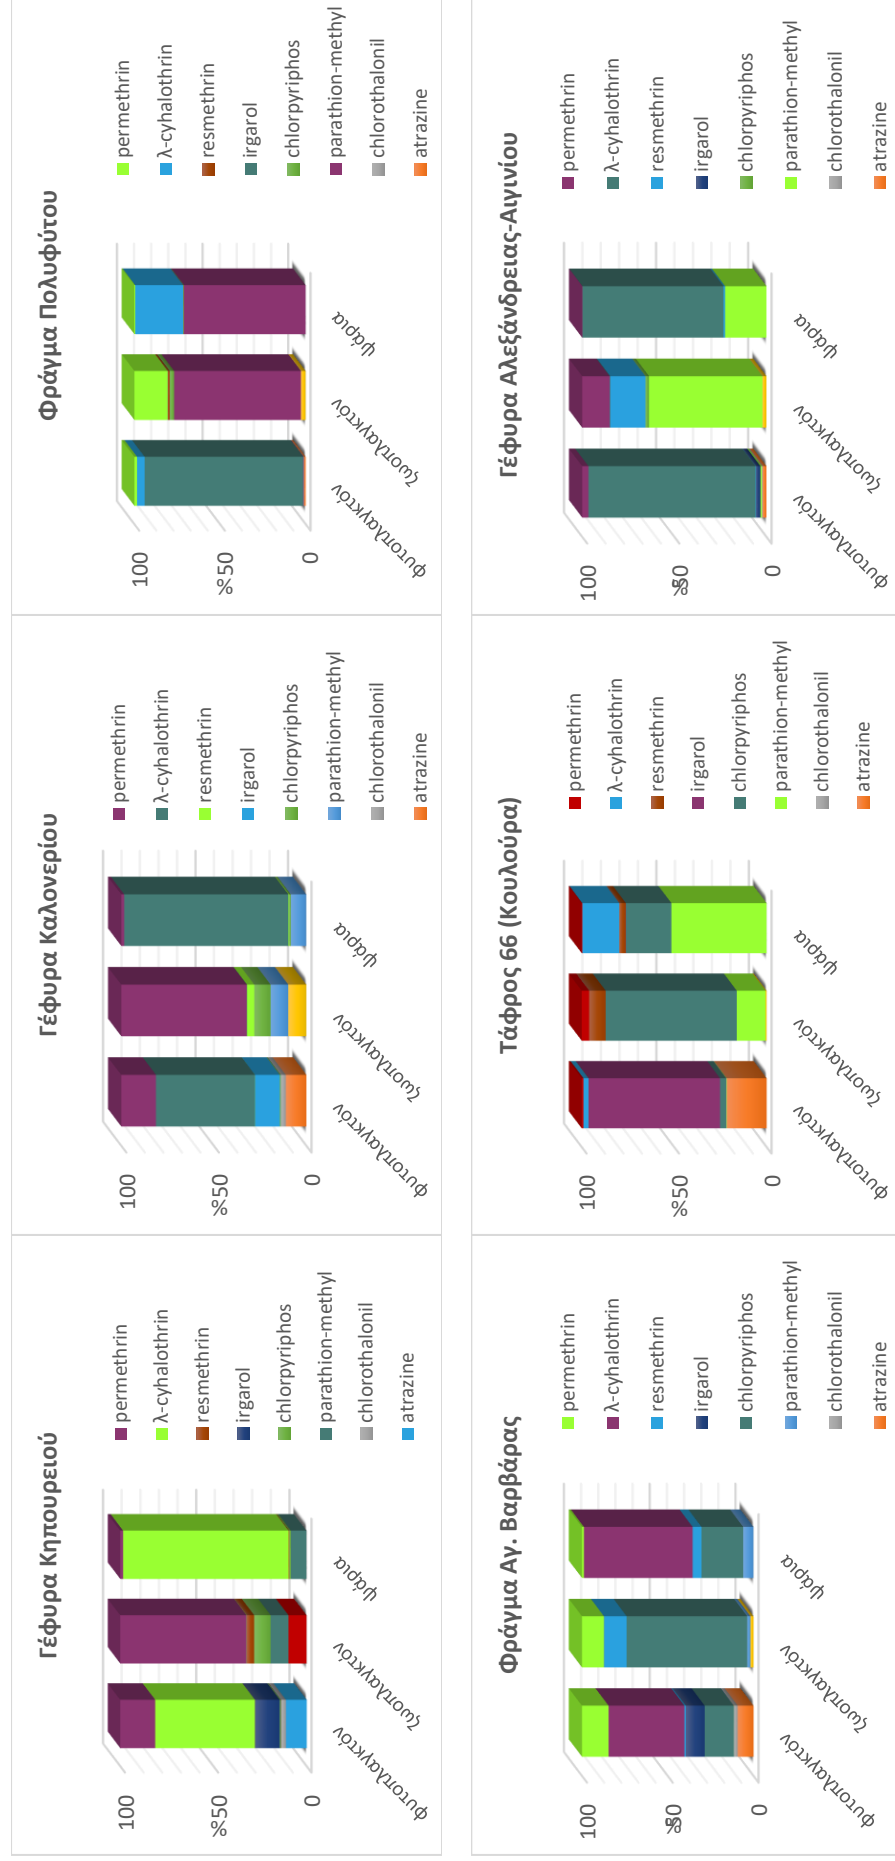 Γέφυρα Κηπουρειού
100
%50
0
φυτοπλαγκτόν
ζωοπλαγκτόν
ψάρια
permethrin
λ-cyhalothrin
resmethrin
irgarol
chlorpyriphos
parathion-methyl
chlorothalonil
atrazine
Γέφυρα Καλονερίου
100
%50
0
φυτοπλαγκτόν
ζωοπλαγκτόν
ψάρια
permethrin
λ-cyhalothrin
resmethrin
irgarol
chlorpyriphos
parathion-methyl
chlorothalonil
atrazine
Φράγμα Πολυφύτου
100
%50
0
φυτοπλαγκτόν
ζωοπλαγκτόν
ψάρια
permethrin
λ-cyhalothrin
resmethrin
irgarol
chlorpyriphos
parathion-methyl
chlorothalonil
atrazine
Φράγμα Αγ. Βαρβάρας
100
%50
0
φυτοπλαγκτόν
ζωοπλαγκτόν
ψάρια
permethrin
λ-cyhalothrin
resmethrin
irgarol
chlorpyriphos
parathion-methyl
chlorothalonil
atrazine
Τάφρος 66 (Κουλούρα)
100
%50
0
φυτοπλαγκτόν
ζωοπλαγκτόν
ψάρια
permethrin
λ-cyhalothrin
resmethrin
irgarol
chlorpyriphos
parathion-methyl
chlorothalonil
atrazine
Γέφυρα Αλεξάνδρειας-Αιγινίου
100
%50
0
φυτοπλαγκτόν
ζωοπλαγκτόν
ψάρια
permethrin
λ-cyhalothrin
resmethrin
irgarol
chlorpyriphos
parathion-methyl
chlorothalonil
atrazine